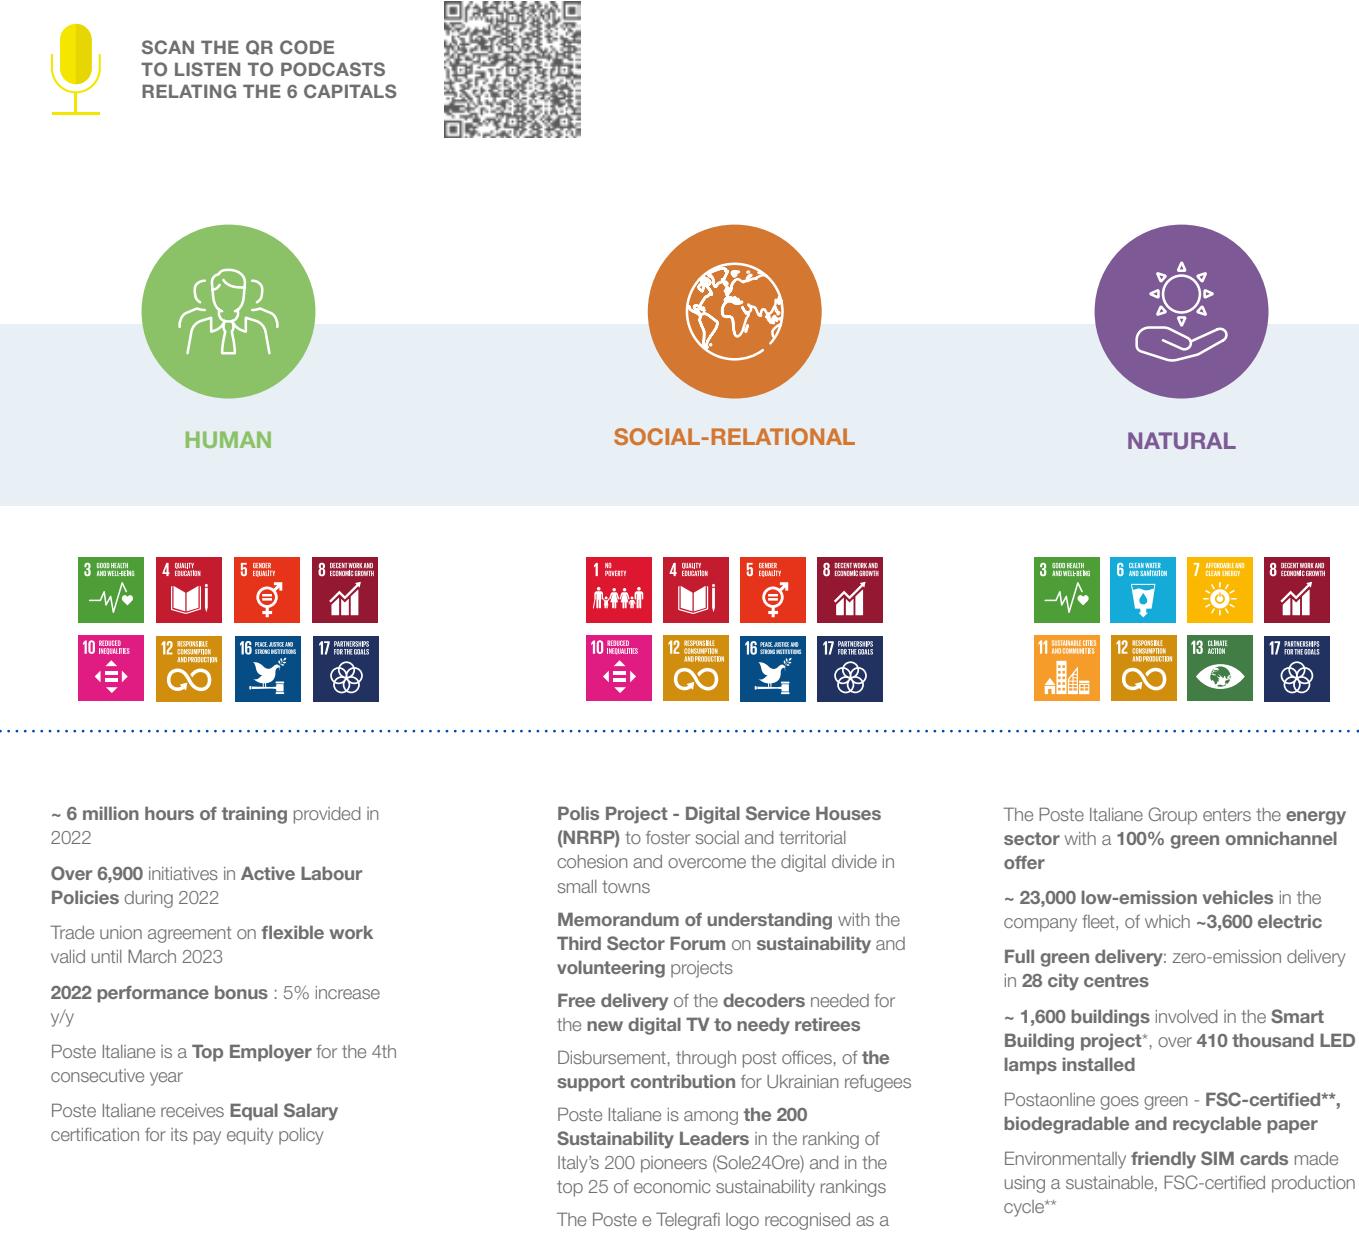 SCAN THE QR CODE
TO LISTEN TO PODCASTS
RELATING THE 6 CAPITALS
HUMAN
SOCIAL-RELATIONAL
NATURAL
3 GOOD HEALTH
AND WELL-BEING
4 QUALITY
EDUCATION
5 GENDER
EQUALITY
8 DECENT WORK AND
ECONOMIC GROWTH
10 REDUCED
INEQUALITIES
12 RESPONSIBLE
CONSUMPTION
AND PRODUCTION
16 PEACE, JUSTICE AND
STRONG INSTITUTIONS
17 PARTNERSHIPS
FOR THE GOALS
1 NO
POVERTY
4 QUALITY
EDUCATION
5 GENDER
EQUALITY
8 DECENT WORK AND
ECONOMIC GROWTH
10 REDUCED
INEQUALITIES
12 RESPONSIBLE
CONSUMPTION
AND PRODUCTION
16 PEACE, JUSTICE AND
STRONG INSTITUTIONS
17 PARTNERSHIPS
FOR THE GOALS
3 GOOD HEALTH
AND WELL-BEING
6 CLEAN WATER
AND SANITATION
7 AFFORDABLE AND
CLEAN ENERGY
8 DECENT WORK AND
ECONOMIC GROWTH
11 SUSTAINABLE CITIES
AND COMMUNITIES
12 RESPONSIBLE
CONSUMPTION
AND PRODUCTION
13 CLIMATE
ACTION
17 PARTNERSHIPS
FOR THE GOALS
~ 6 million hours of training provided in
2022
Over 6,900 initiatives in Active Labour
Policies during 2022
Trade union agreement on flexible work
valid until March 2023
2022 performance bonus : 5% increase
y/y
Poste Italiane is a Top Employer for the 4th
consecutive year
Poste Italiane receives Equal Salary
certification for its pay equity policy
Polis Project - Digital Service Houses
(NRRP) to foster social and territorial
cohesion and overcome the digital divide in
small towns
Memorandum of understanding with the
Third Sector Forum on sustainability and
volunteering projects
Free delivery of the decoders needed for
the new digital TV to needy retirees
Disbursement, through post offices, of the
support contribution for Ukrainian refugees
Poste Italiane is among the 200
Sustainability Leaders in the ranking of
Italy's 200 pioneers (Sole24Ore) and in the
top 25 of economic sustainability rankings
The Poste e Telegrafi logo recognised as a
The Poste Italiane Group enters the energy
sector with a 100% green omnichannel
offer
~ 23,000 low-emission vehicles in the
company fleet, of which ~3,600 electric
Full green delivery: zero-emission delivery
in 28 city centres
~ 1,600 buildings involved in the Smart
Building project*, over 410 thousand LED
lamps installed
Postaonline goes green - FSC-certified**,
biodegradable and recyclable paper
Environmentally friendly SIM cards made
using a sustainable, FSC-certified production
cycle**